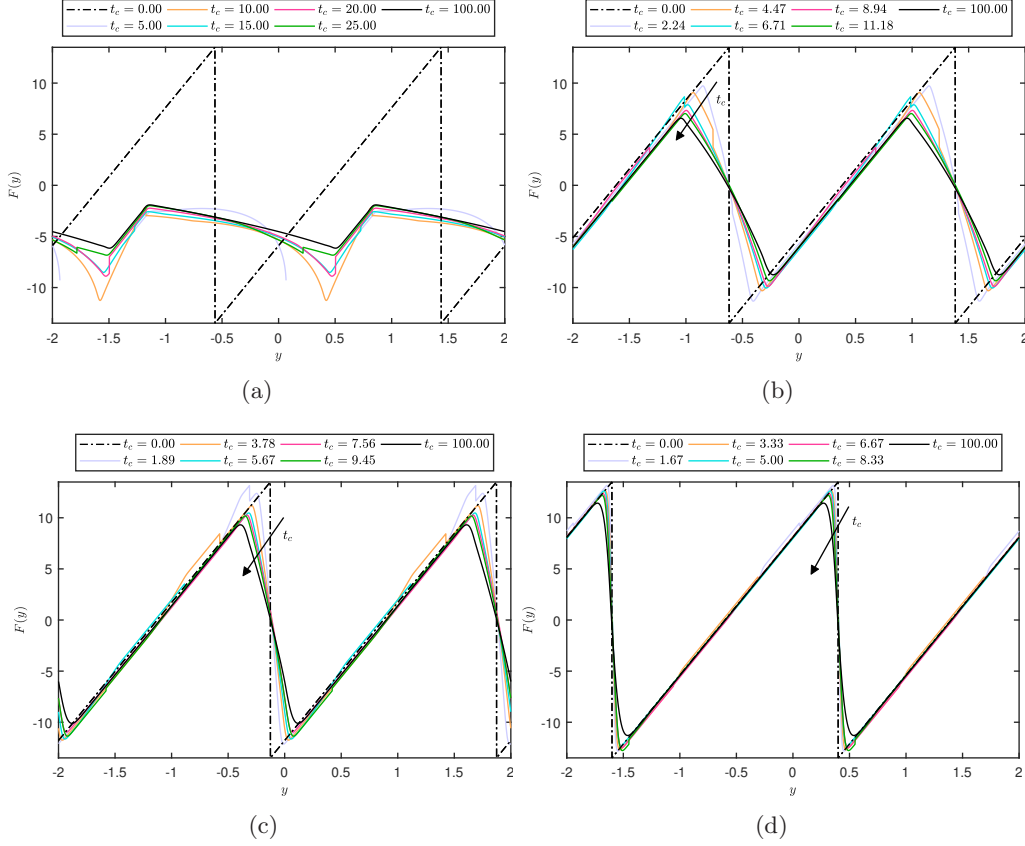 t_c = 0.00 t_c = 10.00 t_c = 20.00 t_c = 100.00
t_c = 5.00 t_c = 15.00 t_c = 25.00
10
5
0
-5
-10
F(y)
-2 -1.5 -1 -0.5 0 0.5 1 1.5 2
y
(a)
t_c = 0.00 t_c = 4.47 t_c = 8.94 t_c = 100.00
t_c = 2.24 t_c = 6.71 t_c = 11.18
t_c
10
5
0
-5
-10
F(y)
-2 -1.5 -1 -0.5 0 0.5 1 1.5 2
y
(b)
t_c = 0.00 t_c = 3.78 t_c = 7.56 t_c = 100.00
t_c = 1.89 t_c = 5.67 t_c = 9.45
t_c
10
5
0
-5
-10
F(y)
-2 -1.5 -1 -0.5 0 0.5 1 1.5 2
y
(c)
t_c = 0.00 t_c = 3.33 t_c = 6.67 t_c = 100.00
t_c = 1.67 t_c = 5.00 t_c = 8.33
t_c
10
5
0
-5
-10
F(y)
-2 -1.5 -1 -0.5 0 0.5 1 1.5 2
y
(d)